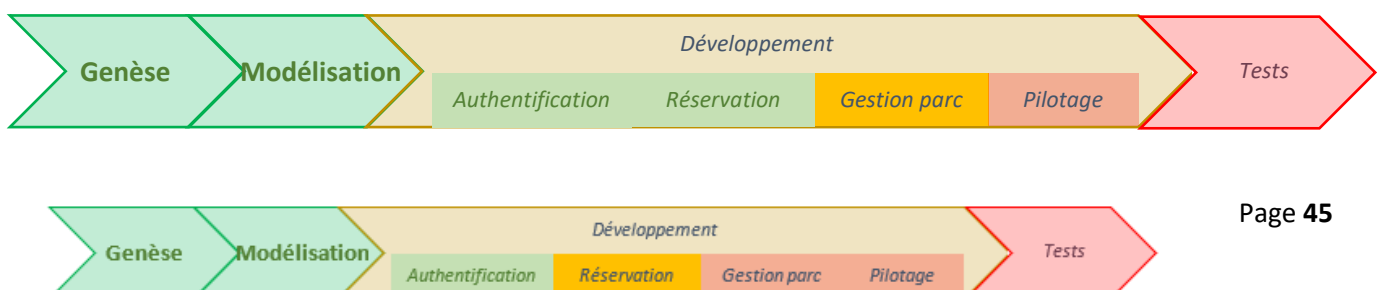 Développement
Genèse Modélisation Tests
Authentification Réservation Gestion parc Pilotage
Page 45
Développement
Genèse Modélisation Tests
Authentification Réservation Gestion parc Pilotage